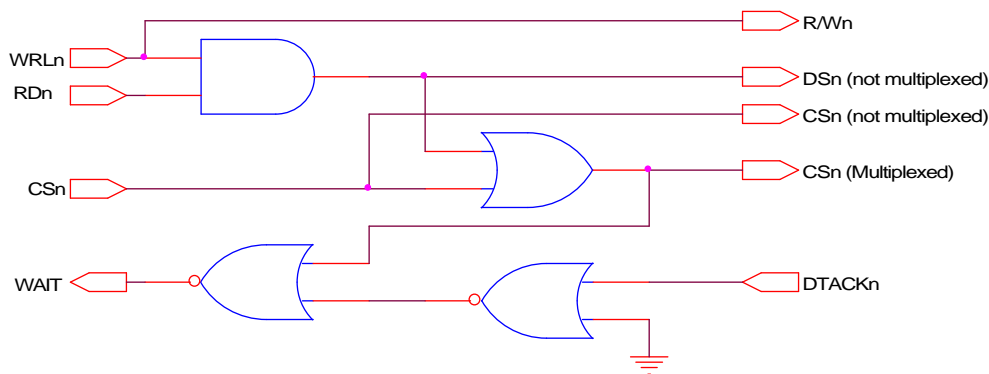 R/Wn
WRLn
DSn (not multiplexed)
RDn
CSn (not multiplexed)
CSn (Multiplexed)
CSn
WAIT
DTACKn